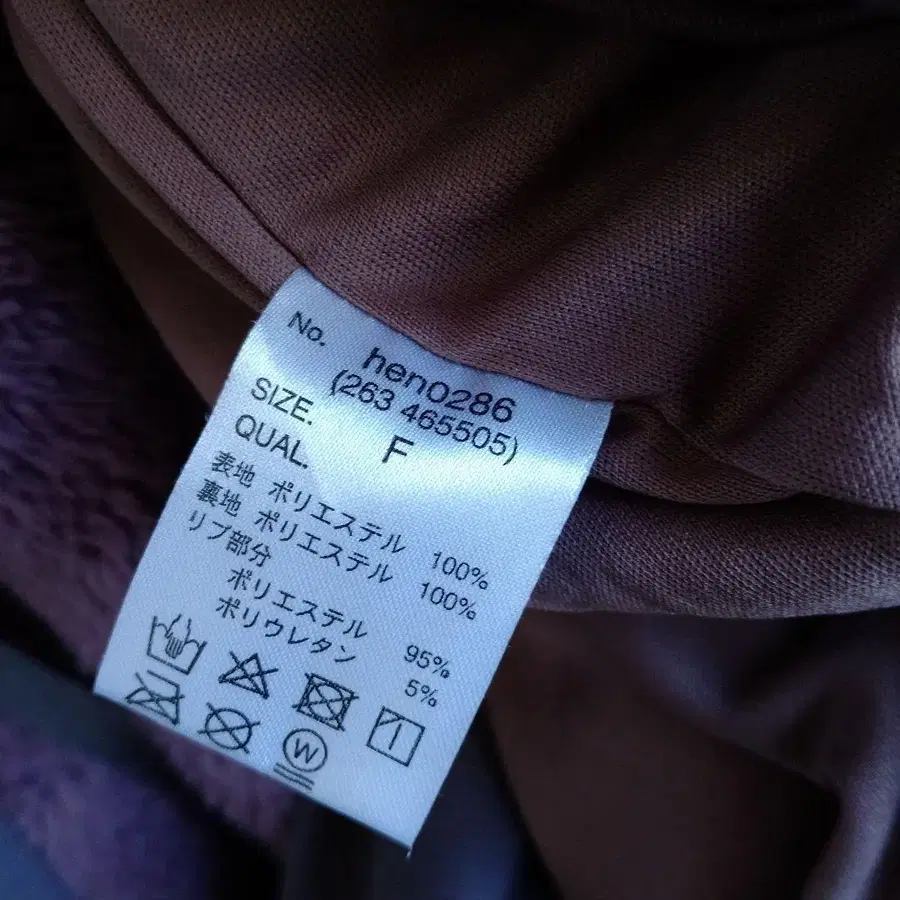 No. hen0286
(263 465505)
SIZE. F
QUAL.
表地 ポリエステル 100%
裏地 ポリエステル 100%
リブ部分
ポリエステル 95%
ポリウレタン 5%
W